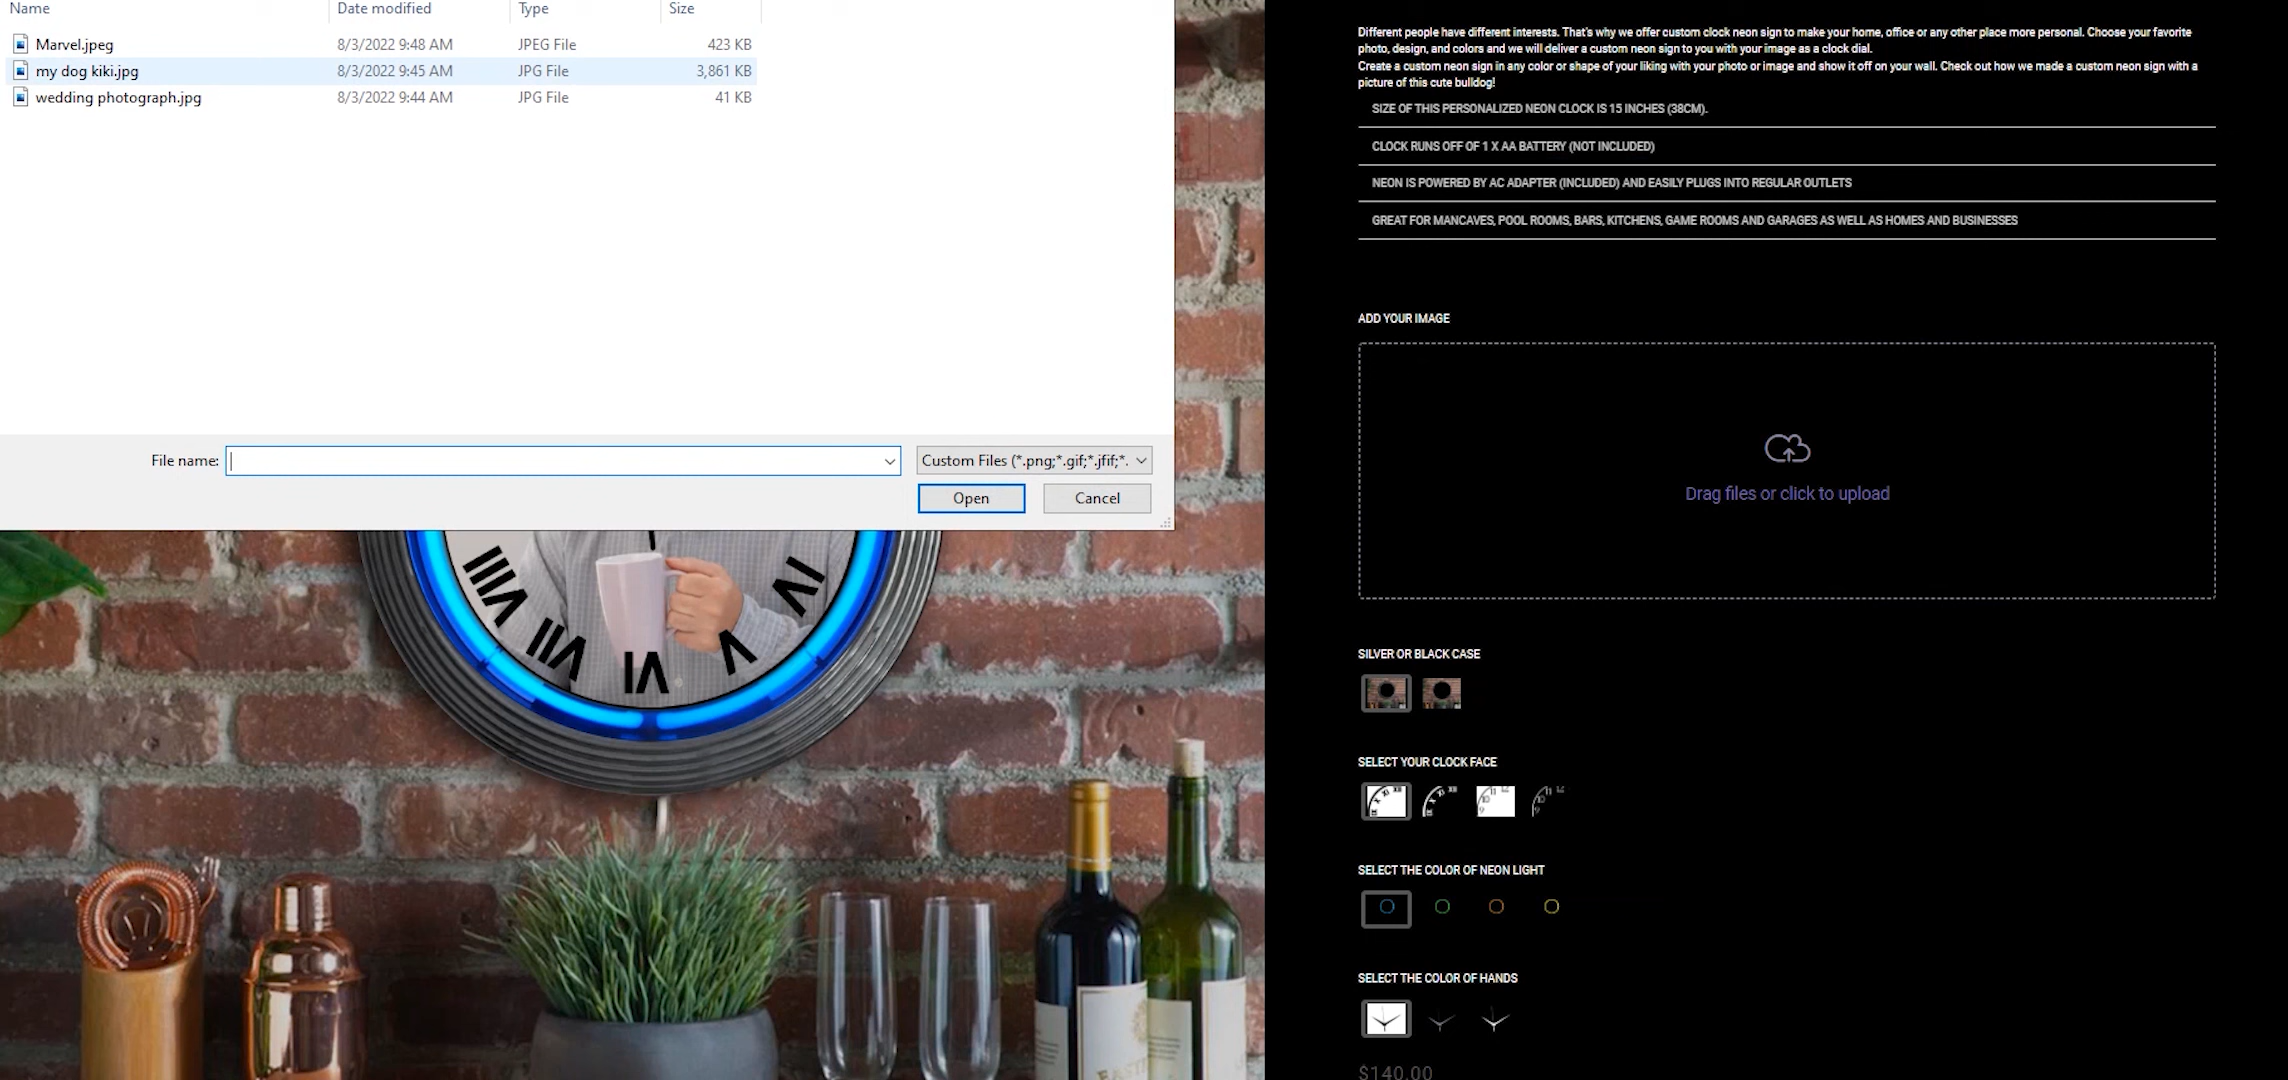 Name Date modified Type Size
Marvel.jpeg 8/3/2022 9:48 AM JPEG File 423 KB
my dog kiki.jpg 8/3/2022 9:45 AM JPG File 3,861 KB
wedding photograph.jpg 8/3/2022 9:44 AM JPG File 41 KB
File name:
Custom Files (*.png;*.gif;*.jfif;*.
Open Cancel
IV
V
VI
VII
VIII
Different people have different interests. That's why we offer custom clock neon sign to make your home, office or any other place more personal. Choose your favorite
photo, design, and colors and we will deliver a custom neon sign to you with your image as a clock dial.
Create a custom neon sign in any color or shape of your liking with your photo or image and show it off on your wall. Check out how we made a custom neon sign with a
picture of this cute bulldog!
SIZE OF THIS PERSONALIZED NEON CLOCK IS 15 INCHES (38CM).
CLOCK RUNS OFF OF 1 X AA BATTERY (NOT INCLUDED)
NEON IS POWERED BY AC ADAPTER (INCLUDED) AND EASILY PLUGS INTO REGULAR OUTLETS
GREAT FOR MANCAVES, POOL ROOMS, BARS, KITCHENS, GAME ROOMS AND GARAGES AS WELL AS HOMES AND BUSINESSES
ADD YOUR IMAGE
Drag files or click to upload
SILVER OR BLACK CASE
SELECT YOUR CLOCK FACE
SELECT THE COLOR OF NEON LIGHT
SELECT THE COLOR OF HANDS
$140.00